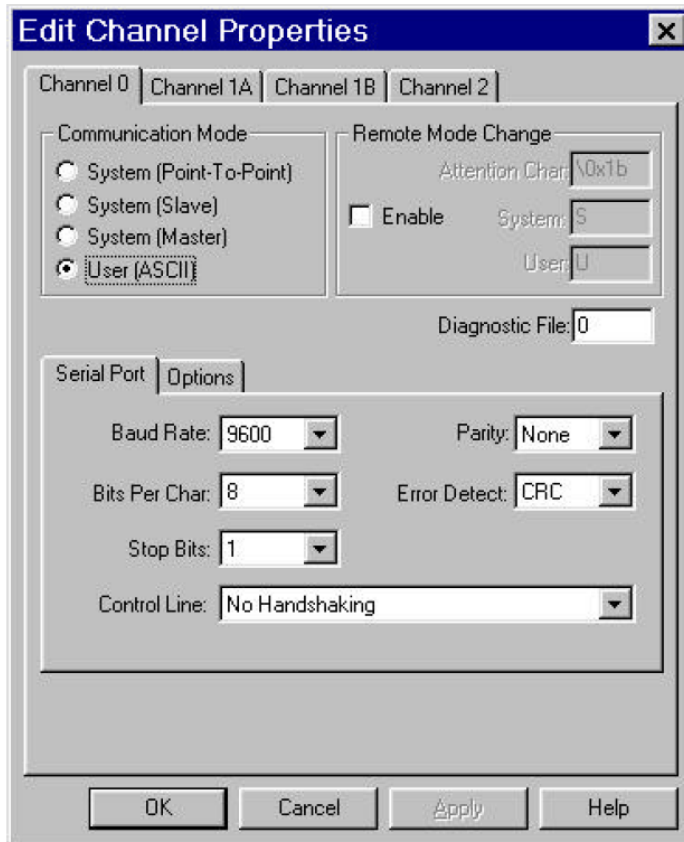 Edit Channel Properties
Channel 0 Channel 1A Channel 1B Channel 2
Communication Mode
System (Point-To-Point)
System (Slave)
System (Master)
User (ASCII)
Remote Mode Change
Attention Char: \0x1b
Enable System: S
User: U
Diagnostic File: 0
Serial Port Options
Baud Rate: 9600 Parity: None
Bits Per Char: 8 Error Detect: CRC
Stop Bits: 1
Control Line: No Handshaking
OK Cancel Apply Help